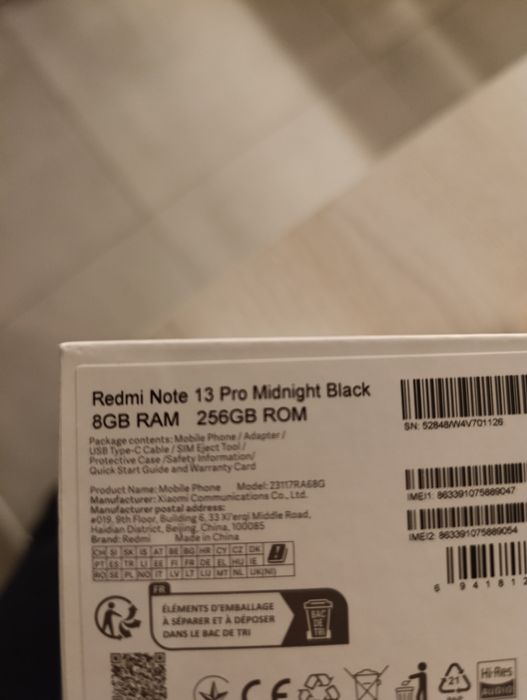 Redmi Note 13 Pro Midnight Black
8GB RAM 256GB ROM
Package contents: Mobile Phone / Adapter /
USB Type-C Cable / SIM Eject Tool /
Protective Case /Safety Information/
Quick Start Guide and Warranty Card
Product Name: Mobile Phone Model: 23117RA68G
Manufacturer: Xiaomi Communications Co., Ltd.
Manufacturer postal address:
#019, 9th Floor, Building 6, 33 Xi'erqi Middle Road,
Haidian District, Beijing, China, 100085
Brand: Redmi Made in China
SN: 52848/W4V701126
IMEI1: 863391075889047
IMEI2: 863391075889054
6 941812
CH SI SK IS AT BE BG HR CY CZ DK
PT ES TR LI EE FI FR DE EL HU IE
RO SE PL NO IT LV LT LU MT NL UK(NI)
FR
ÉLÉMENTS D'EMBALLAGE
À SÉPARER ET À DÉPOSER
DANS LE BAC DE TRI
BAC
DE
TRI
CE
21
Hi-Res
AUDIO